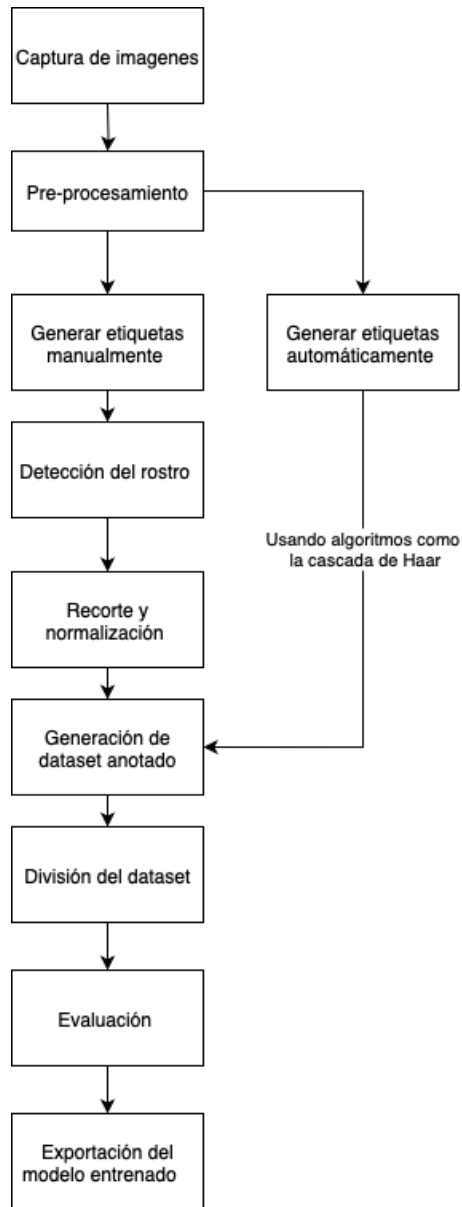 Captura de imagenes
Pre-procesamiento
Generar etiquetas
manualmente
Generar etiquetas
automáticamente
Detección del rostro
Usando algoritmos como
la cascada de Haar
Recorte y
normalización
Generación de
dataset anotado
División del dataset
Evaluación
Exportación del
modelo entrenado